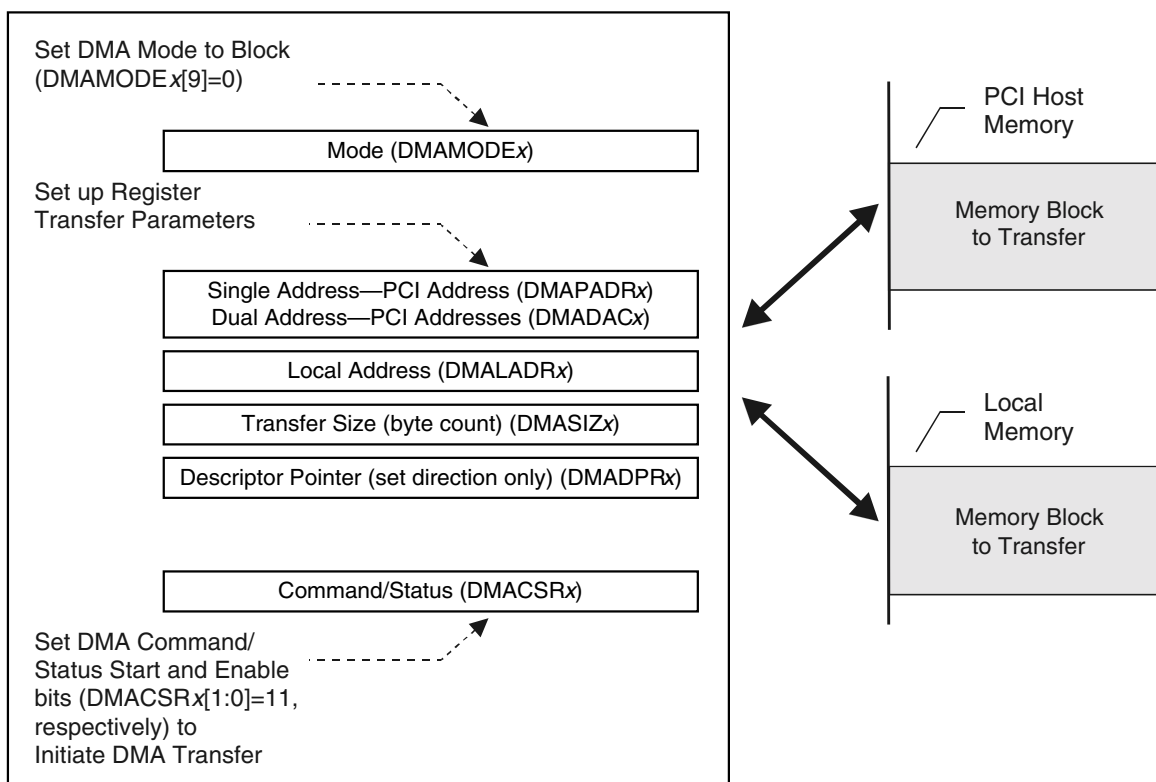 Set DMA Mode to Block
(DMAMODEx[9]=0)
Mode (DMAMODEx)
Set up Register
Transfer Parameters
Single Address—PCI Address (DMAPADRx)
Dual Address—PCI Addresses (DMADACx)
Local Address (DMALADRx)
Transfer Size (byte count) (DMASIZx)
Descriptor Pointer (set direction only) (DMADPRx)
Command/Status (DMACSRx)
Set DMA Command/
Status Start and Enable
bits (DMACSRx[1:0]=11,
respectively) to
Initiate DMA Transfer
PCI Host
Memory
Memory Block
to Transfer
Local
Memory
Memory Block
to Transfer